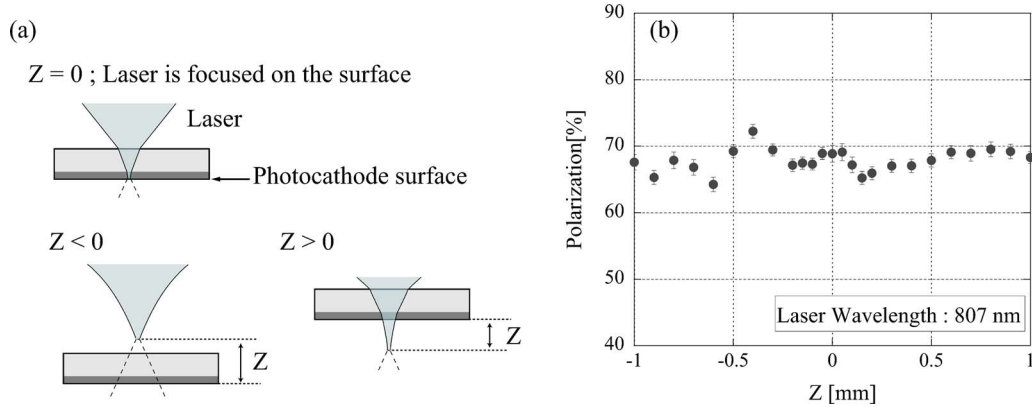 (a)
Z = 0 ; Laser is focused on the surface
Laser
Photocathode surface
Z < 0
Z > 0
Z
Z
(b)
Polarization[%]
90
80
70
60
50
40
Laser Wavelength : 807 nm
-1
-0.5
0
0.5
1
Z [mm]